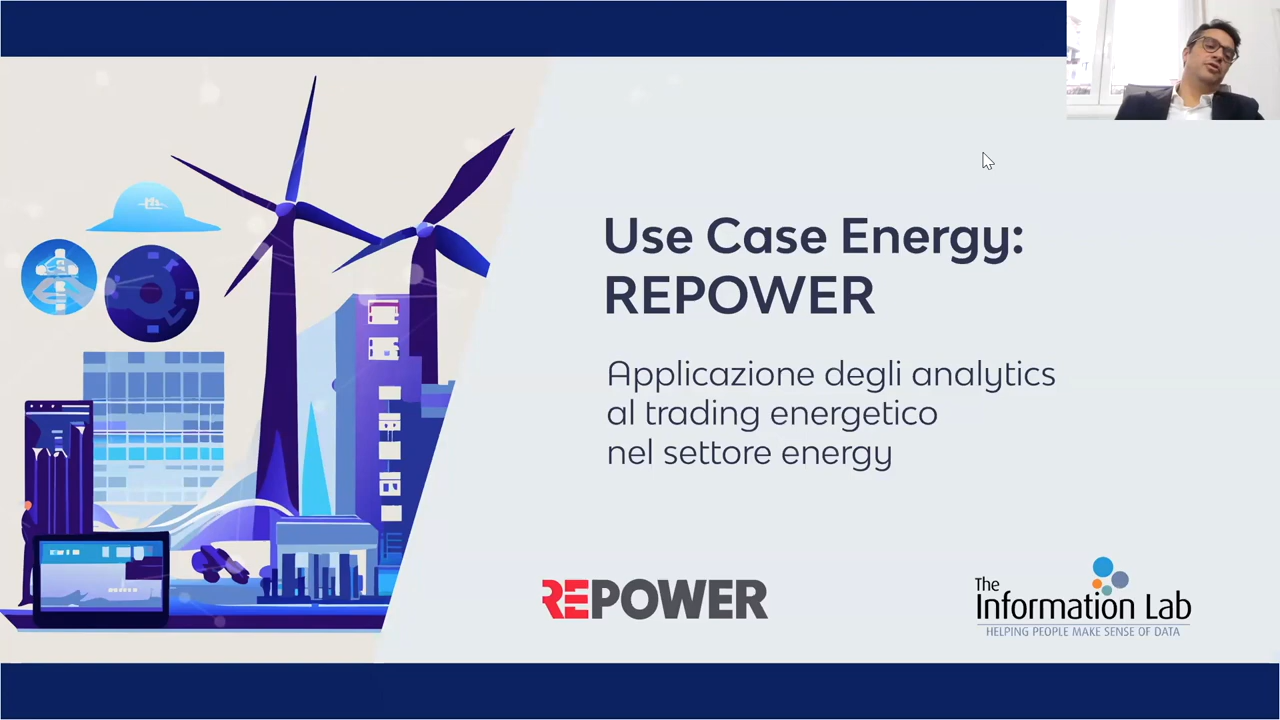 Use Case Energy:
REPOWER
Applicazione degli analytics
al trading energetico
nel settore energy
REPOWER
The
Information Lab
HELPING PEOPLE MAKE SENSE OF DATA